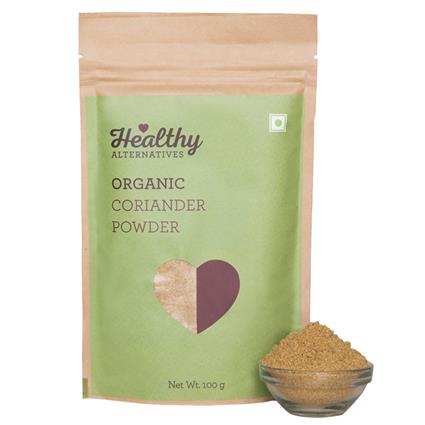 Healthy
ALTERNATIVES
ORGANIC
CORIANDER
POWDER
Net Wt. 100 g